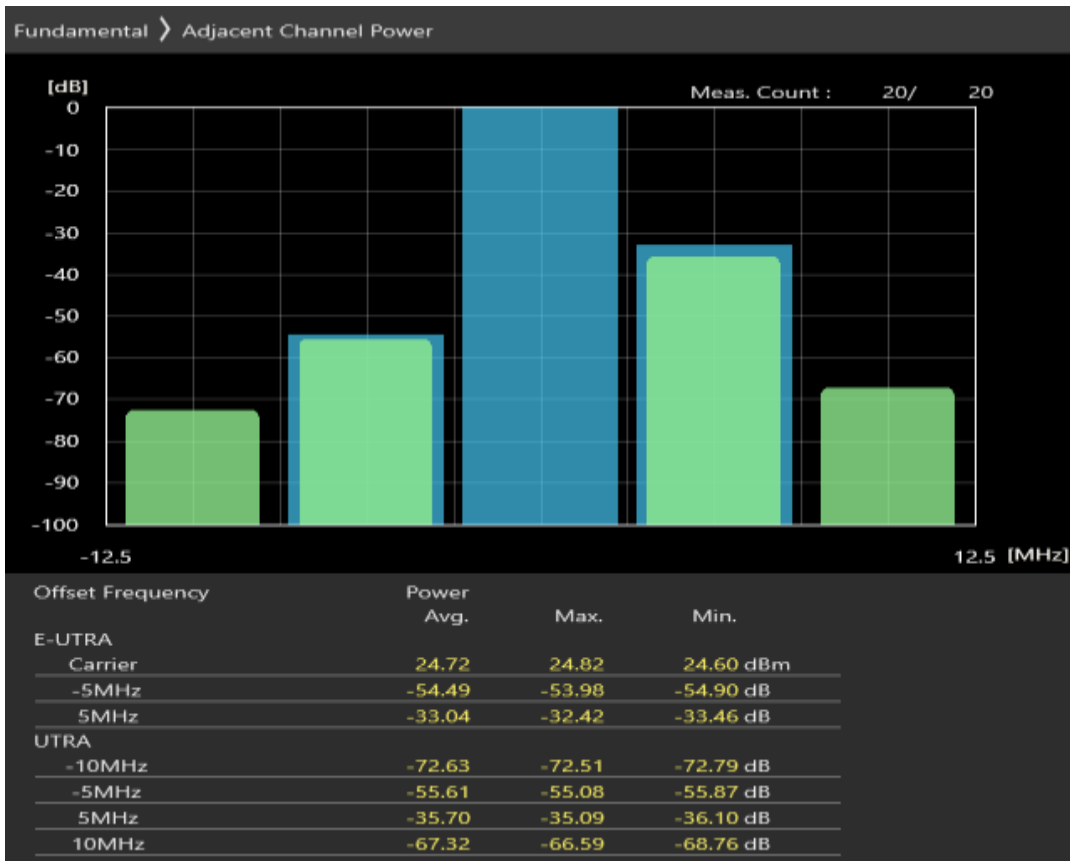 Fundamental 〉 Adjacent Channel Power
[dB]
Meas. Count : 20/ 20
0
-10
-20
-30
-40
-50
-60
-70
-80
-90
-100
-12.5 12.5 [MHz]
Offset Frequency Power
Avg. Max. Min.
E-UTRA
Carrier 24.72 24.82 24.60 dBm
-5MHz -54.49 -53.98 -54.90 dB
5MHz -33.04 -32.42 -33.46 dB
UTRA
-10MHz -72.63 -72.51 -72.79 dB
-5MHz -55.61 -55.08 -55.87 dB
5MHz -35.70 -35.09 -36.10 dB
10MHz -67.32 -66.59 -68.76 dB